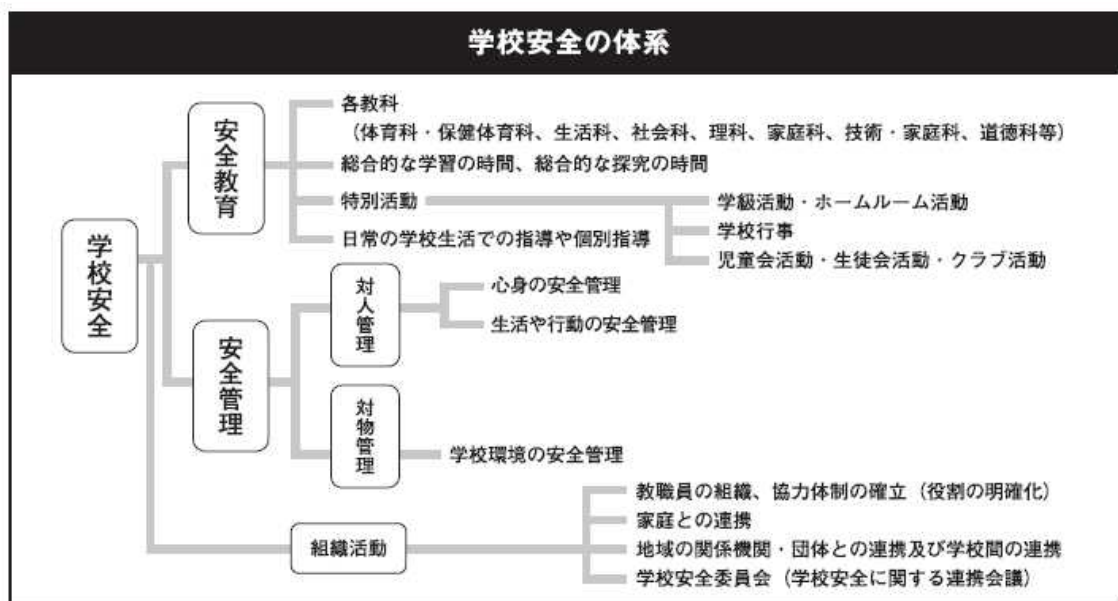 学校安全の体系
学校安全
安全教育
各教科
（体育科・保健体育科、生活科、社会科、理科、家庭科、技術・家庭科、道徳科等）
総合的な学習の時間、総合的な探究の時間
特別活動
学級活動・ホームルーム活動
学校行事
児童会活動・生徒会活動・クラブ活動
日常の学校生活での指導や個別指導
安全管理
対人管理
心身の安全管理
生活や行動の安全管理
対物管理
学校環境の安全管理
組織活動
教職員の組織、協力体制の確立（役割の明確化）
家庭との連携
地域の関係機関・団体との連携及び学校間の連携
学校安全委員会（学校安全に関する連携会議）